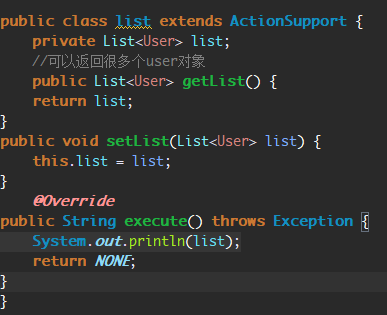 public class list extends ActionSupport {
    private List<User> list;
    //可以返回很多个user对象
    public List<User> getList() {
    return list;
}
public void setList(List<User> list) {
    this.list = list;
}
    @Override
public String execute() throws Exception {
    System.out.println(list);
    return NONE;
}
}